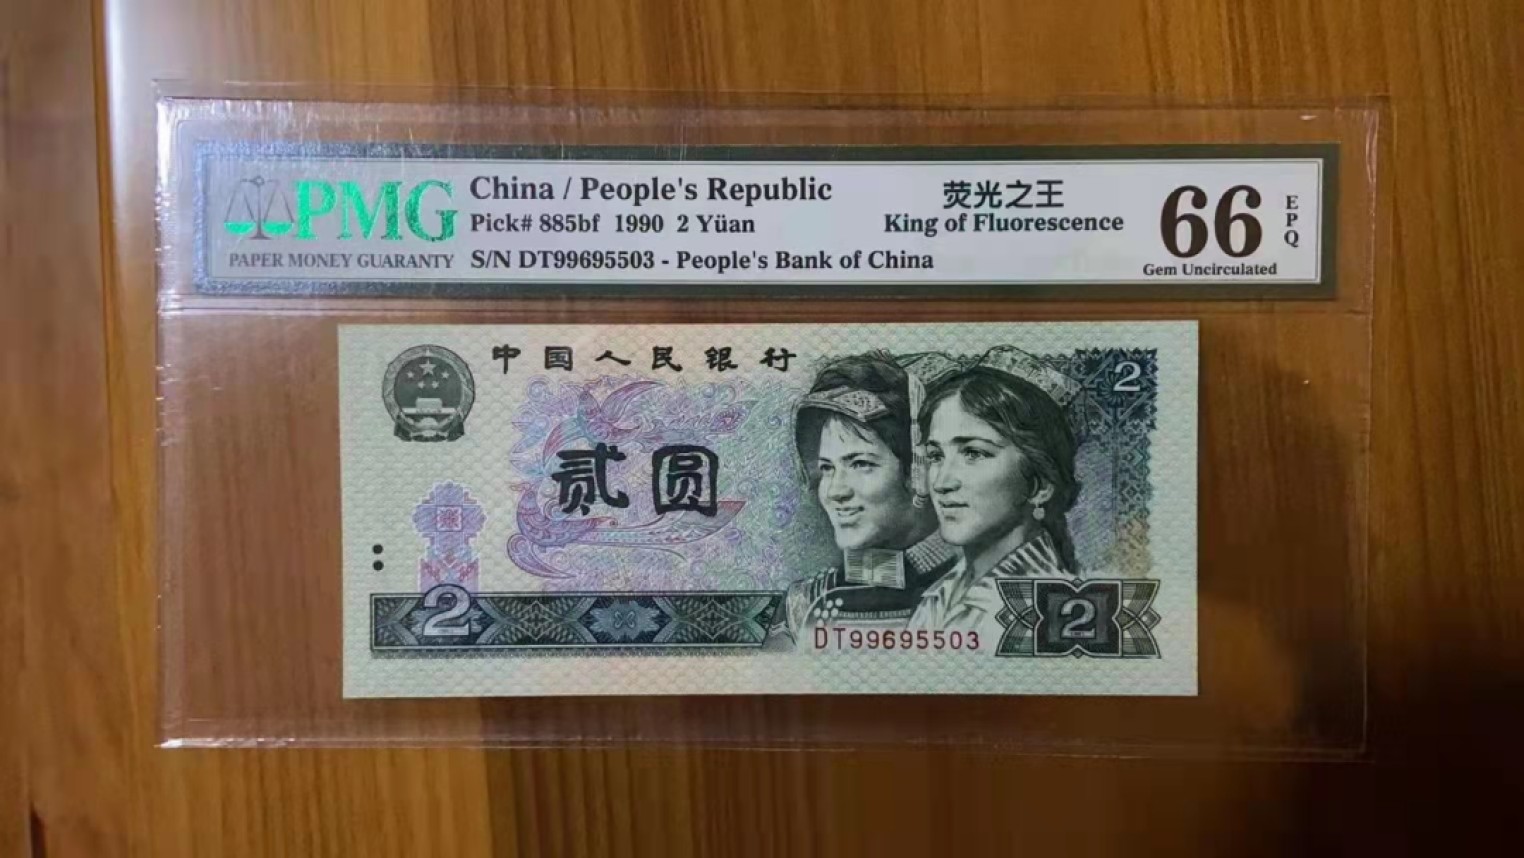 PMG
PAPER MONEY GUARANTY
China / People's Republic
Pick# 885bf 1990 2 Yüan
S/N DT99695503 - People's Bank of China
荧光之王
King of Fluorescence
66
EPQ
Gem Uncirculated
中国人民银行
2
贰圆
2
DT99695503
2